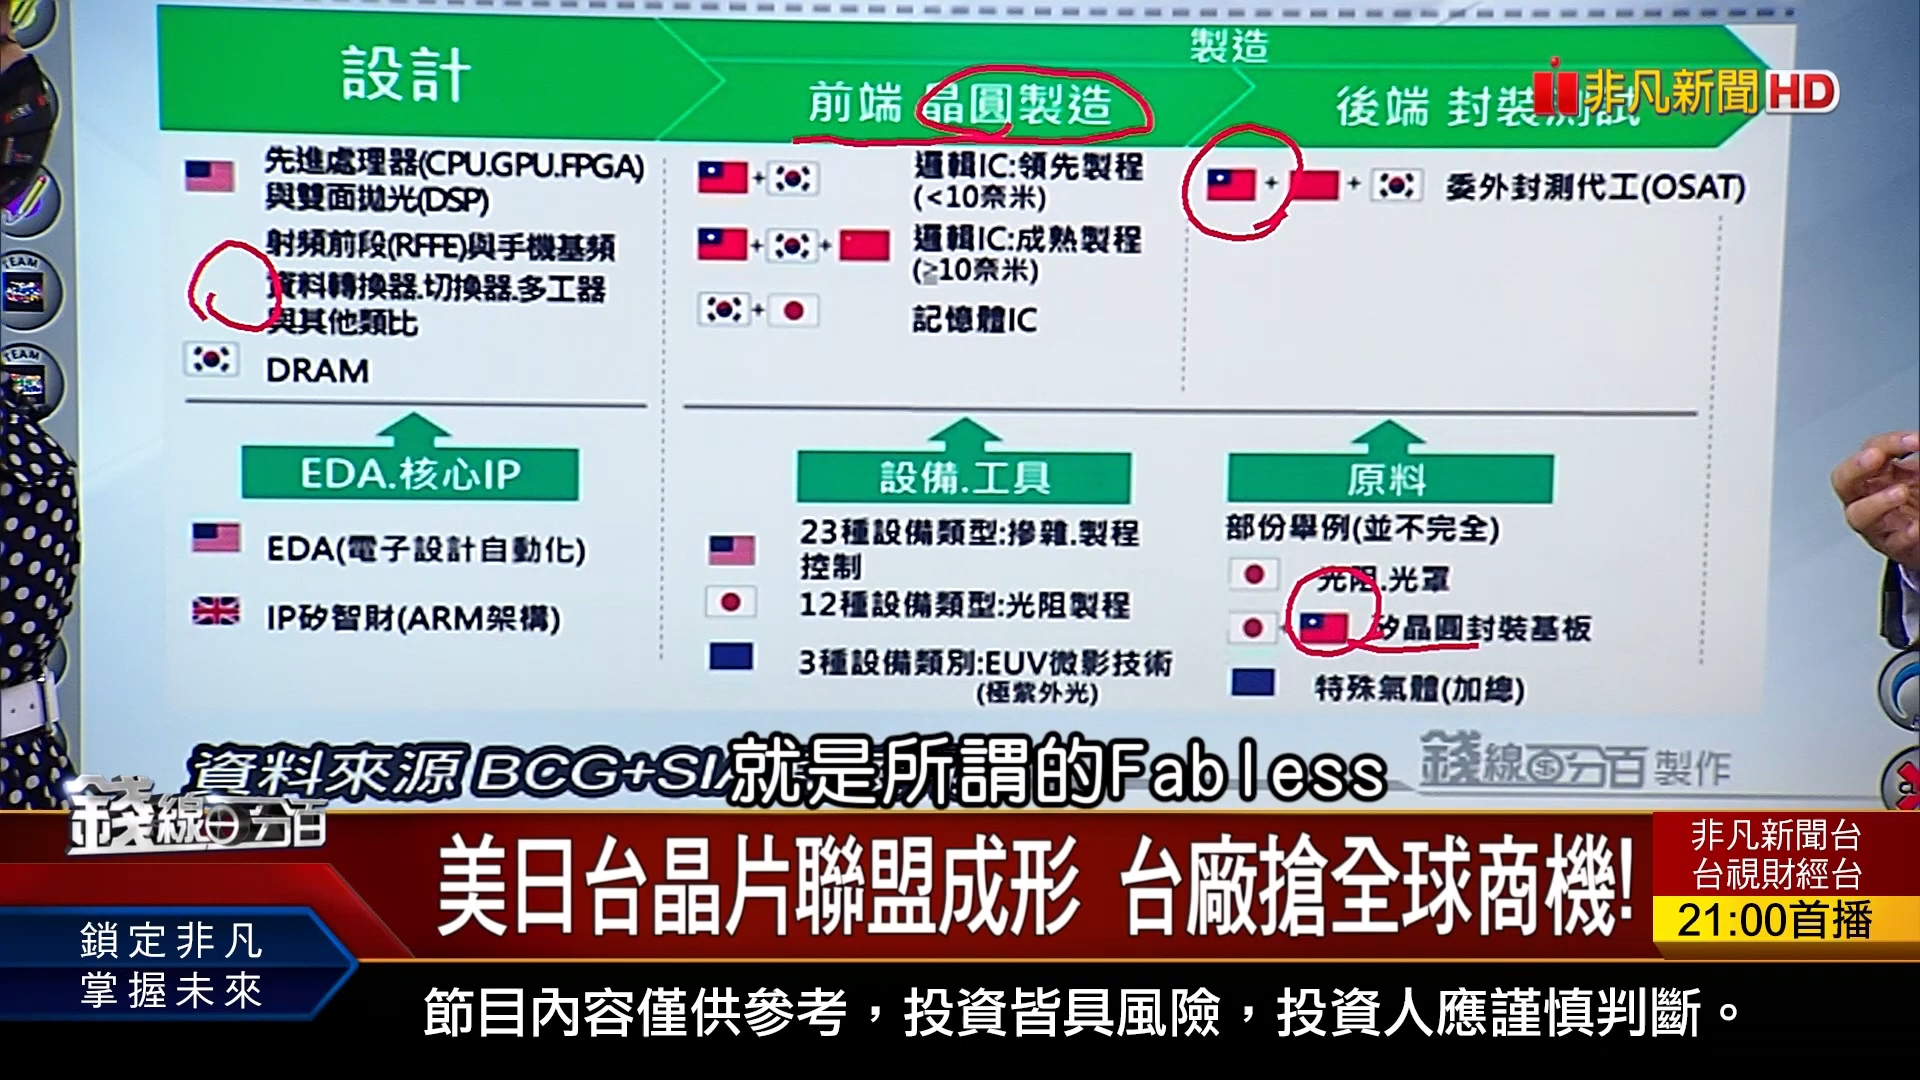 設計
製造
前端 晶圓製造
後端 封裝測試
非凡新聞HD
先進處理器(CPU.GPU.FPGA)
與雙面拋光(DSP)
射頻前段(RFFE)與手機基頻
資料轉換器.切換器.多工器
與其他類比
DRAM
+
邏輯IC:領先製程
(<10奈米)
+ +
邏輯IC:成熟製程
(≧10奈米)
+
記憶體IC
+ +
委外封測代工(OSAT)
EDA.核心IP
EDA(電子設計自動化)
IP矽智財(ARM架構)
設備.工具
23種設備類型:摻雜.製程
控制
12種設備類型:光阻製程
3種設備類別:EUV微影技術
(極紫外光)
原料
部份舉例(並不完全)
光阻.光罩
矽晶圓封裝基板
特殊氣體(加總)
TEAM
TEAM
資料來源 BCG+SI
就是所謂的Fabless
錢線百分百 製作
錢線百分百
美日台晶片聯盟成形 台廠搶全球商機!
非凡新聞台
台視財經台
21:00首播
鎖定非凡
掌握未來
節目內容僅供參考，投資皆具風險，投資人應謹慎判斷。